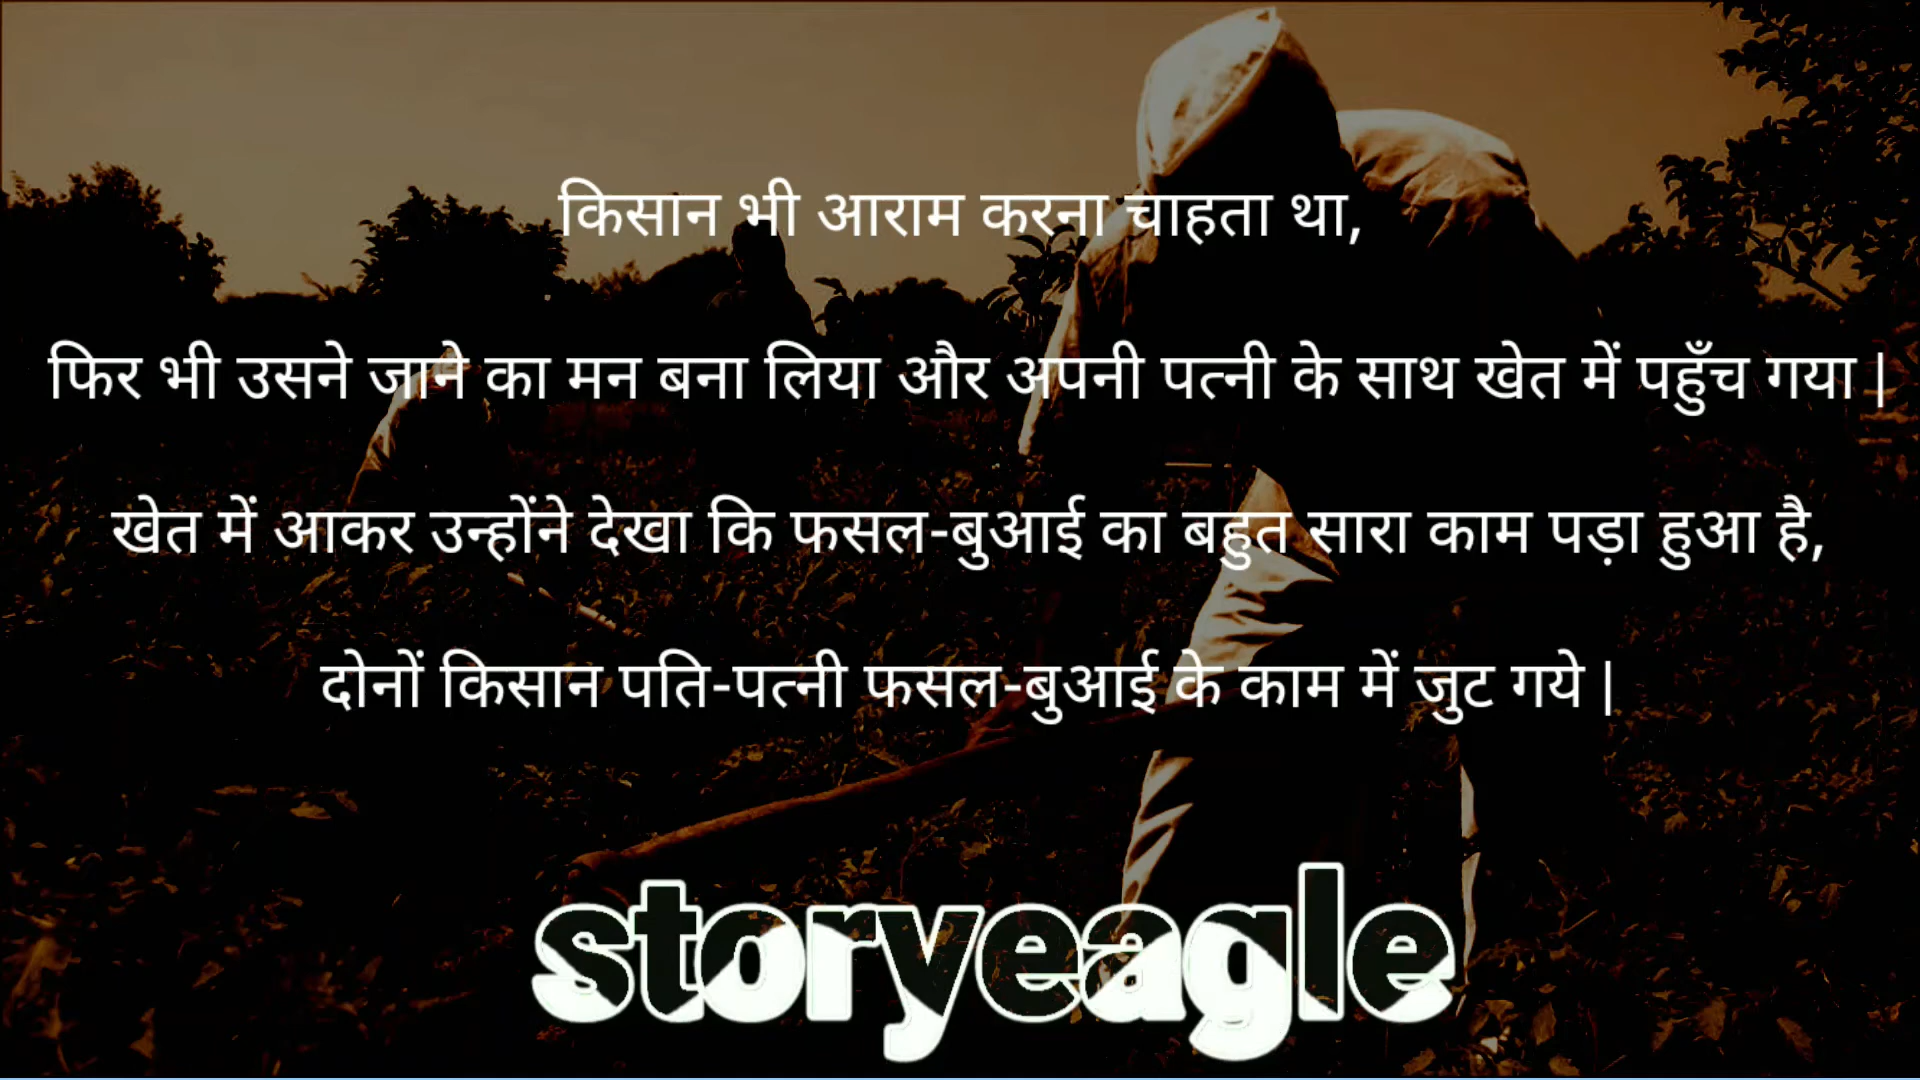 किसान भी आराम करना चाहता था,
फिर भी उसने जाने का मन बना लिया और अपनी पत्नी के साथ खेत में पहुँच गया |
खेत में आकर उन्होंने देखा कि फसल-बुआई का बहुत सारा काम पड़ा हुआ है,
दोनों किसान पति-पत्नी फसल-बुआई के काम में जुट गये |
storyeagle